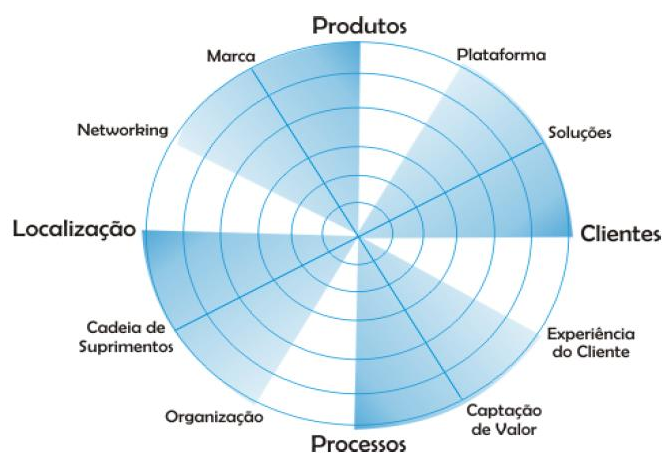 Produtos
Marca
Plataforma
Networking
Soluções
Localização
Clientes
Cadeia de
Suprimentos
Experiência
do Cliente
Organização
Captação
de Valor
Processos